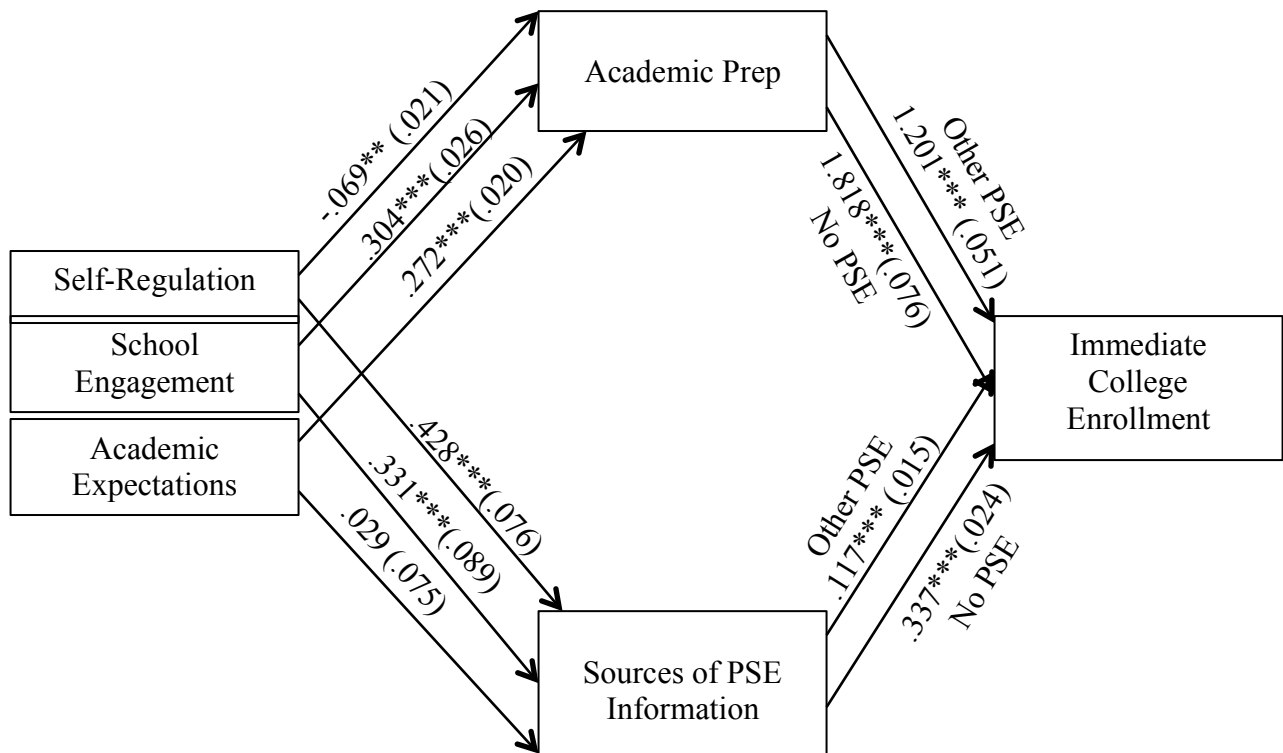 Academic Prep
-.069** (.021)
.304***(.026)
.272***(.020)
Other PSE
1.201*** (.051)
1.818***(.076)
No PSE
Self-Regulation
School
Engagement
Academic
Expectations
Immediate
College
Enrollment
.428***(.076)
.331***(.089)
.029 (.075)
Other PSE
.117*** (.015)
.337***(.024)
No PSE
Sources of PSE
Information